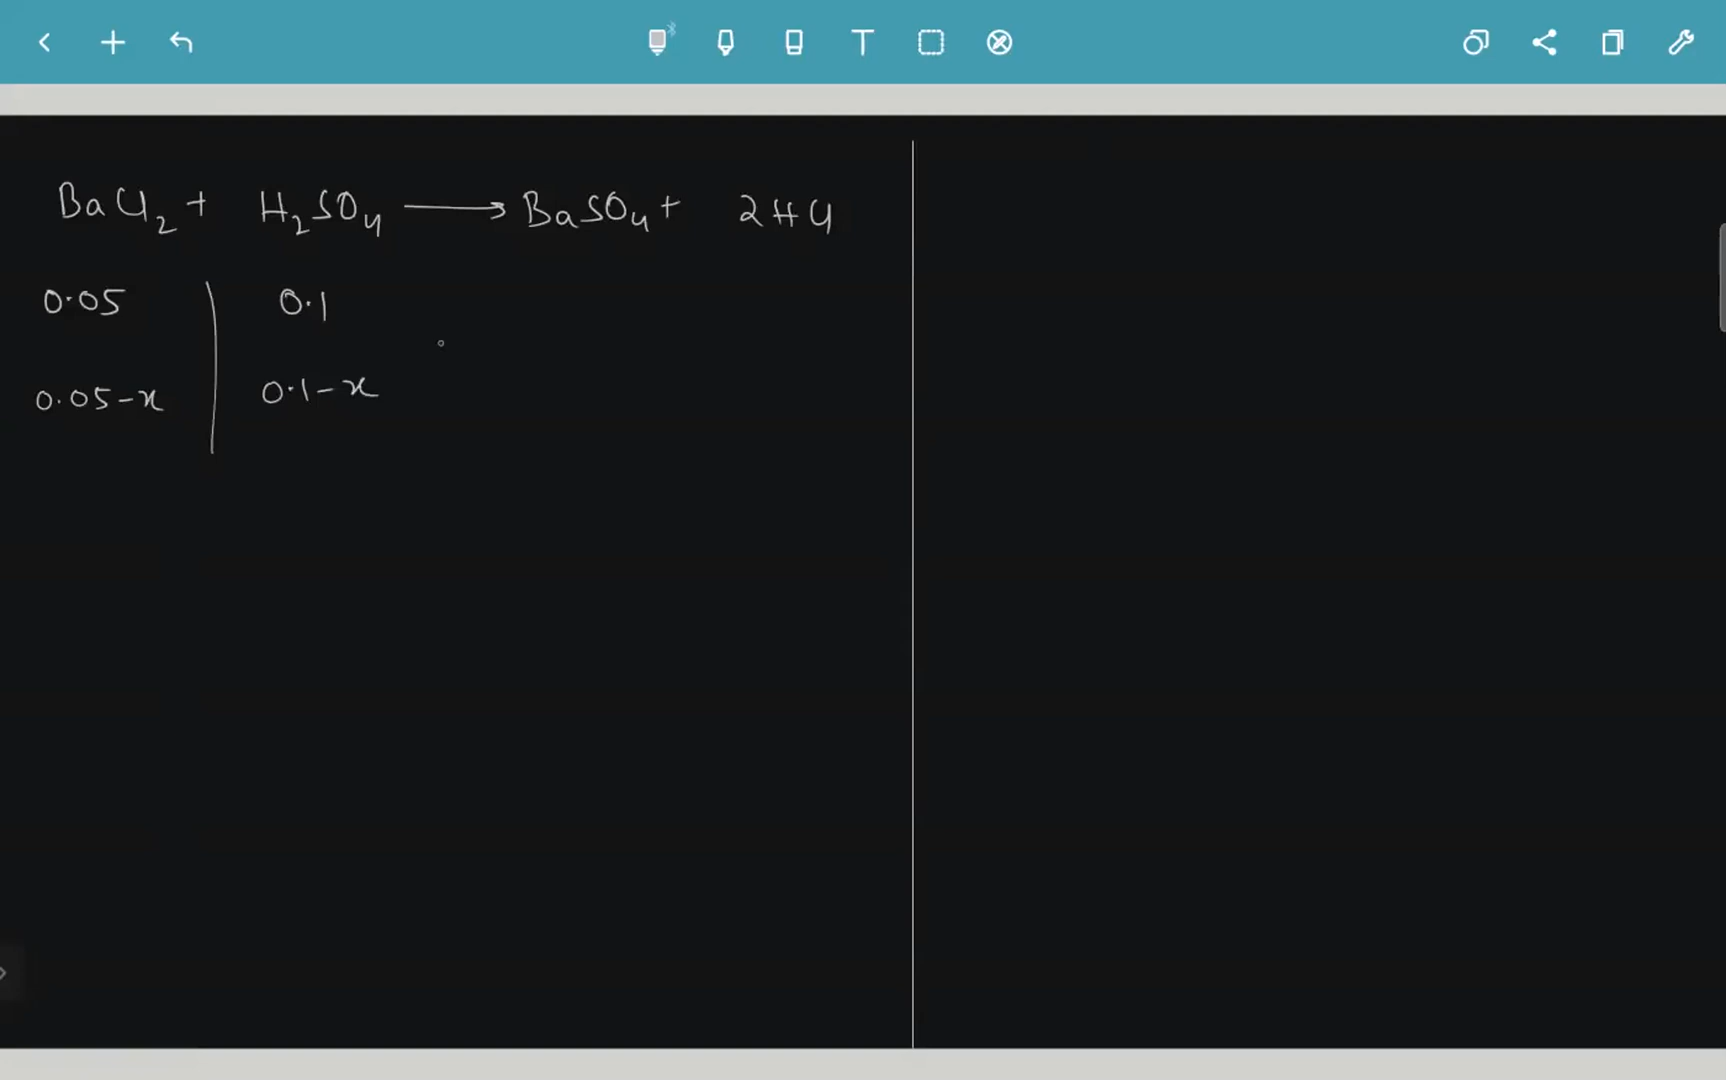 BaCl₂ + H₂SO₄ ⟶ BaSO₄ + 2HCl
0.05 | 0.1
0.05-x | 0.1-x